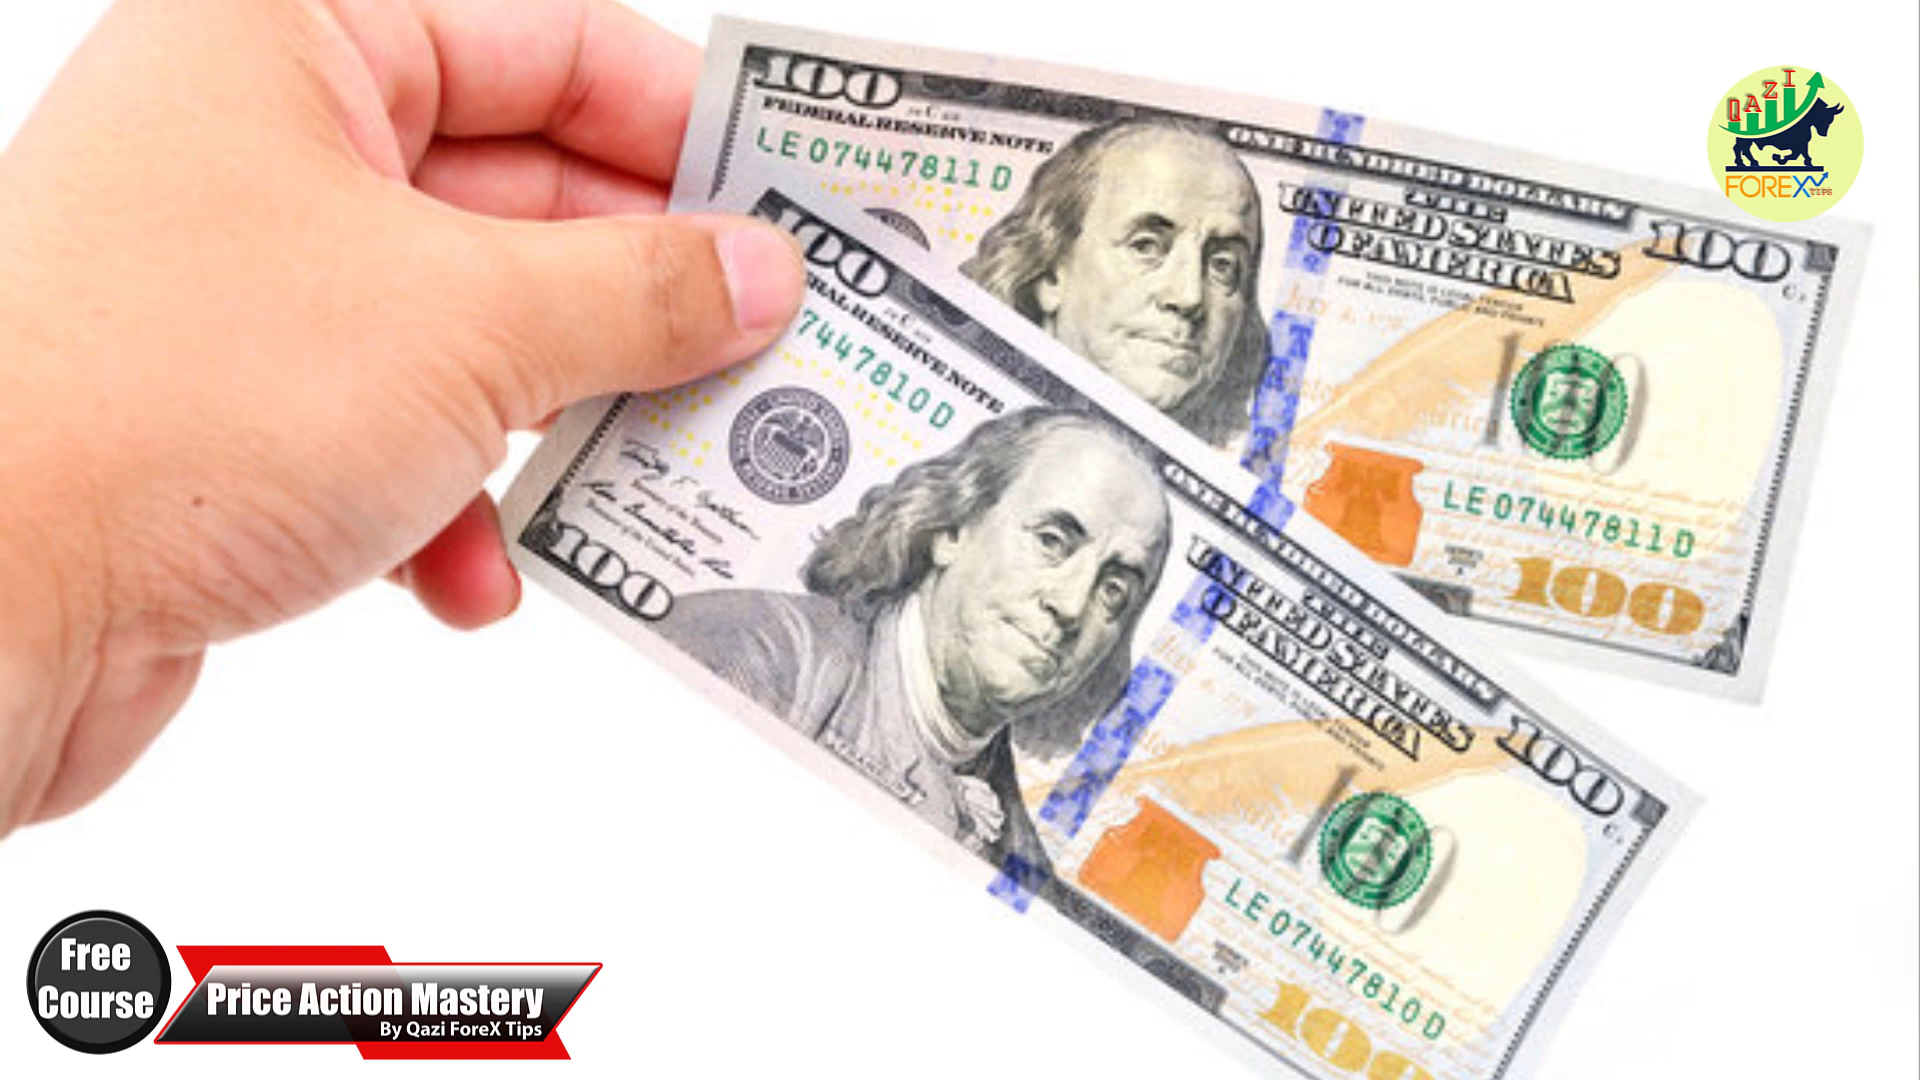 100
FEDERAL RESERVE NOTE
LE 07447811 D
ONE HUNDRED DOLLARS
THE
UNITED STATES
OF AMERICA
100
LE 07447811 D
100
100
RAL RESERVE NOTE
7447810 D
100
ONE HUNDRED DOLLARS
THE
UNITED STATES
OF AMERICA
100
LE 07447810 D
100
QAZI
FOREX
TIPS
Free
Course
Price Action Mastery
By Qazi ForeX Tips